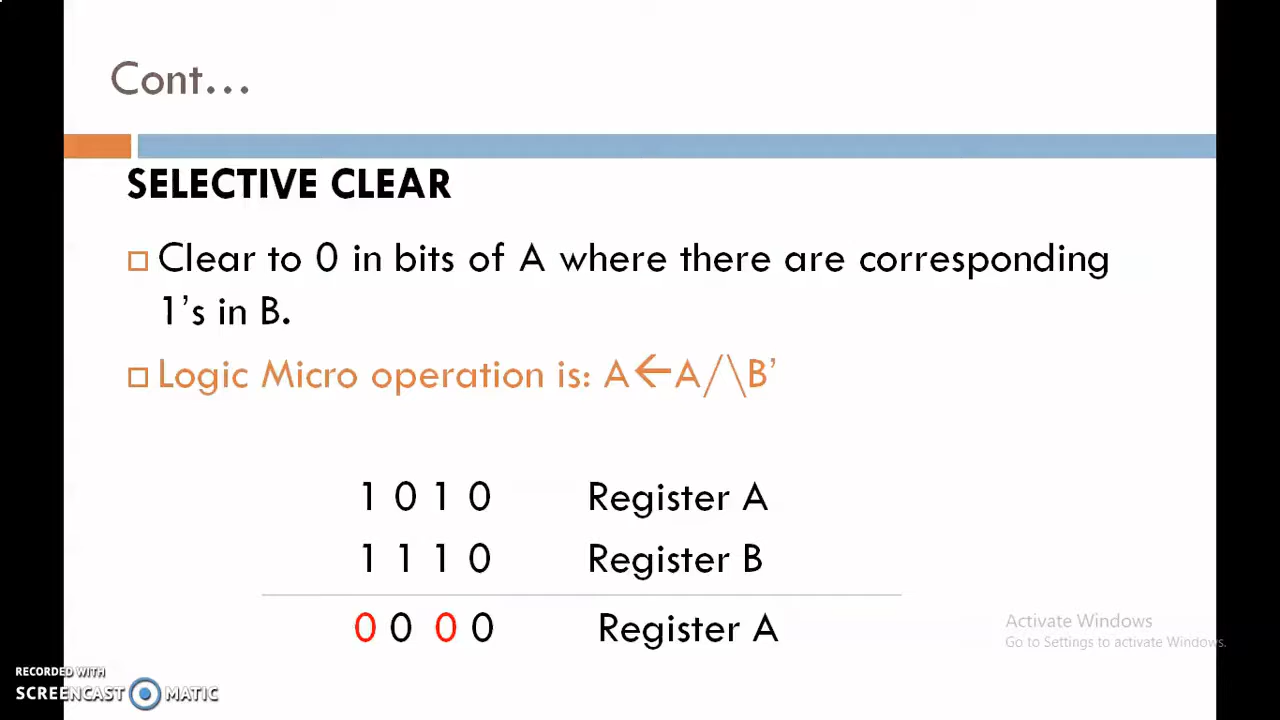 Cont...
SELECTIVE CLEAR
Clear to 0 in bits of A where there are corresponding
1's in B.
Logic Micro operation is: A←A/\B'
1 0 1 0 Register A
1 1 1 0 Register B
0 0 0 0 Register A
Activate Windows
Go to Settings to activate Windows.
RECORDED WITH
SCREENCAST MATIC